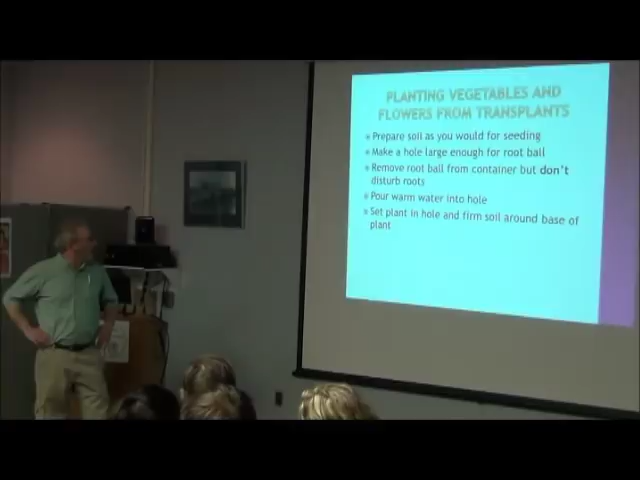 PLANTING VEGETABLES AND
FLOWERS FROM TRANSPLANTS
Prepare soil as you would for seeding
Make a hole large enough for root ball
Remove root ball from container but don't
disturb roots
Pour warm water into hole
Set plant in hole and firm soil around base of
plant